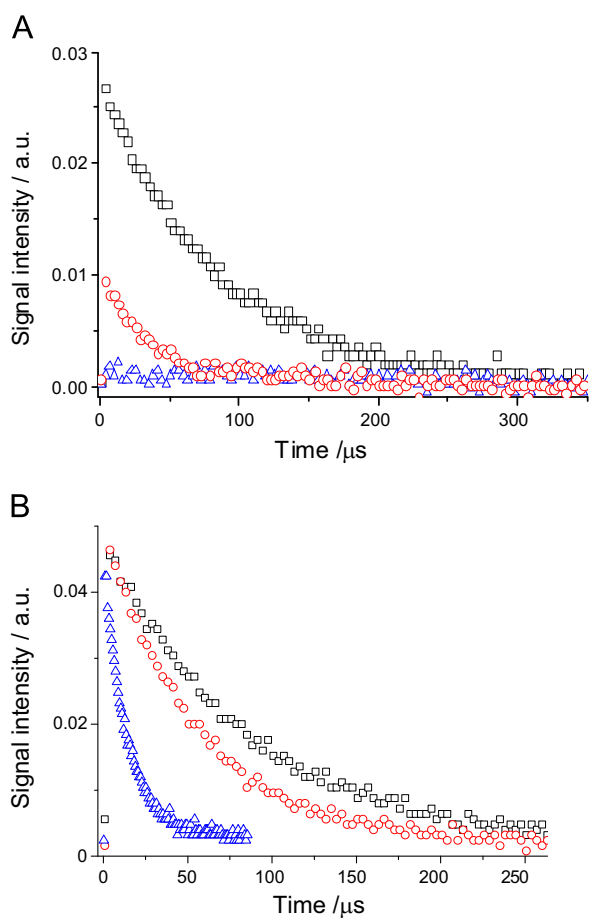 A
0.03
0.02
0.01
0.00
Signal intensity / a.u.
0 100 200 300
Time /μs
B
0.04
0.02
0
Signal intensity / a.u.
0 50 100 150 200 250
Time /μs